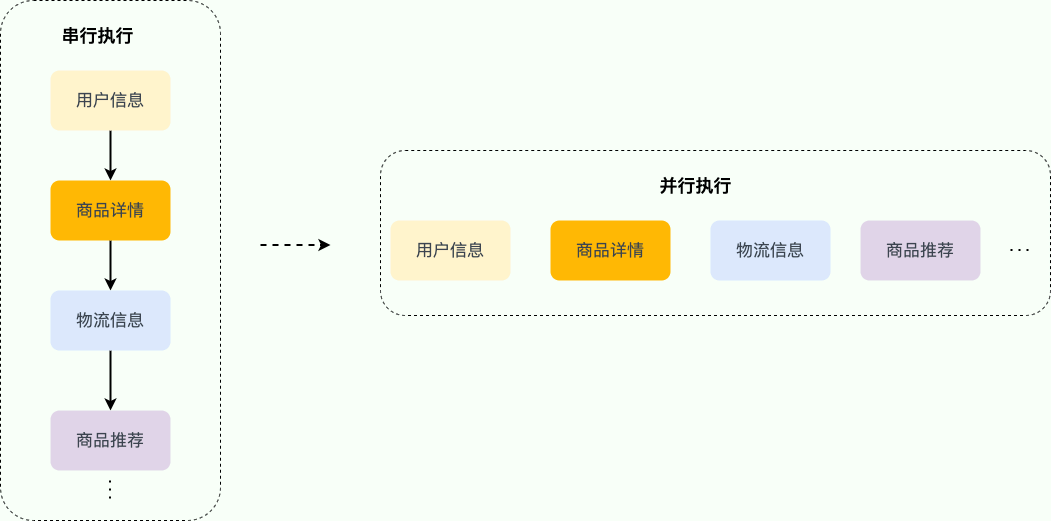 串行执行
用户信息
商品详情
物流信息
商品推荐
⋮
并行执行
用户信息
商品详情
物流信息
商品推荐
...